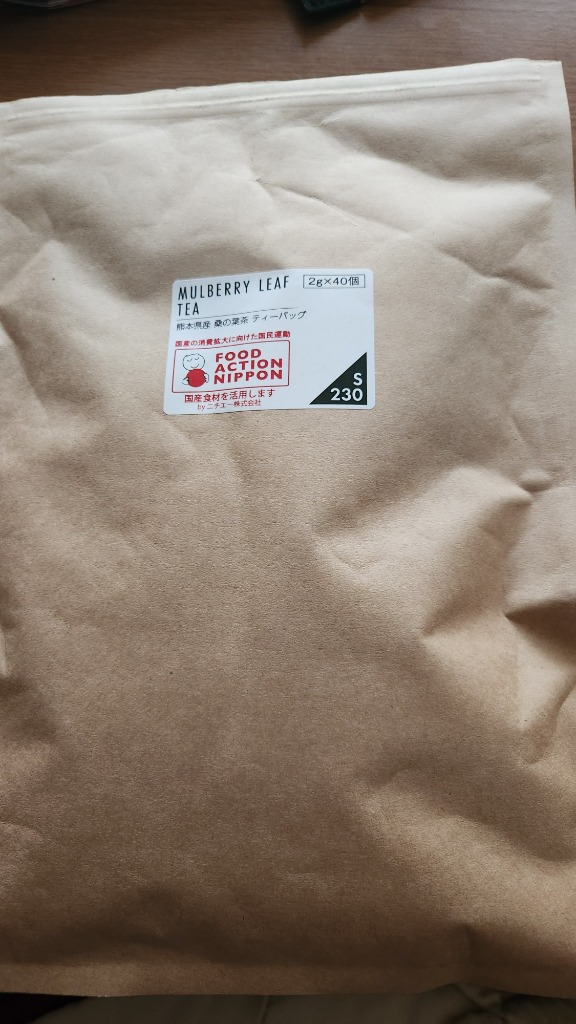 MULBERRY LEAF
TEA
2g×40個
熊本県産 桑の葉茶 ティーバッグ
国産の消費拡大に向けた国民運動
FOOD
ACTION
NIPPON
国産食材を活用します
by ニチエー株式会社
S
230